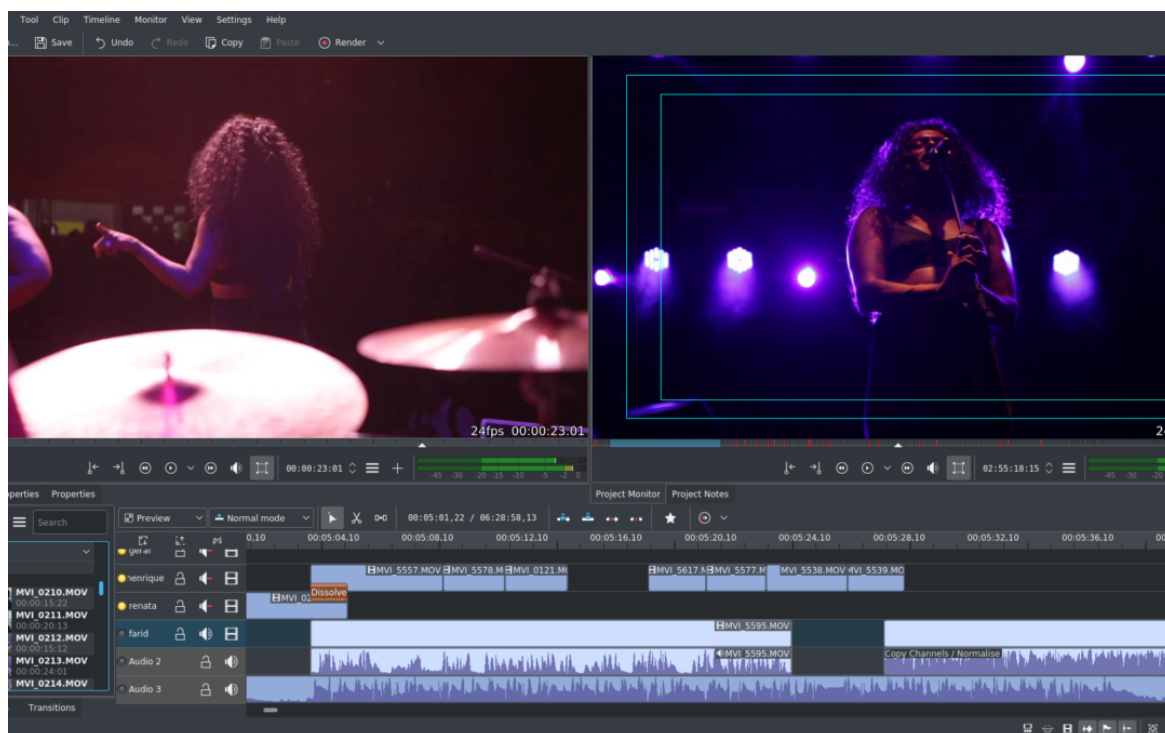 Tool Clip Timeline Monitor View Settings Help
Save Undo Redo Copy Paste Render
24fps 00:00:23:01
00:00:23:01 -45 -30 -20 -15 -10 -5 -2 0
02:55:18:15 -45 -30 -20
Properties
Project Monitor Project Notes
Search
Preview Normal mode 00:05:01,22 / 06:28:58,13
00:05:04,10 00:05:08,10 00:05:12,10 00:05:16,10 00:05:20,10 00:05:24,10 00:05:28,10 00:05:32,10 00:05:36,10
geral
henrique MVI_5557.MOV MVI_5578.M MVI_0121.M MVI_5617.M MVI_5577.M MVI_5538.MOV MVI_5539.MOV
Dissolve
MVI_0210.MOV
00:00:15:22
renata
MVI_0211.MOV
00:00:20:13
farid MVI_5595.MOV
MVI_0212.MOV
00:00:15:12
MVI_5595.MOV Copy Channels / Normalise
MVI_0213.MOV Audio 2
00:00:24:01
MVI_0214.MOV Audio 3
Transitions